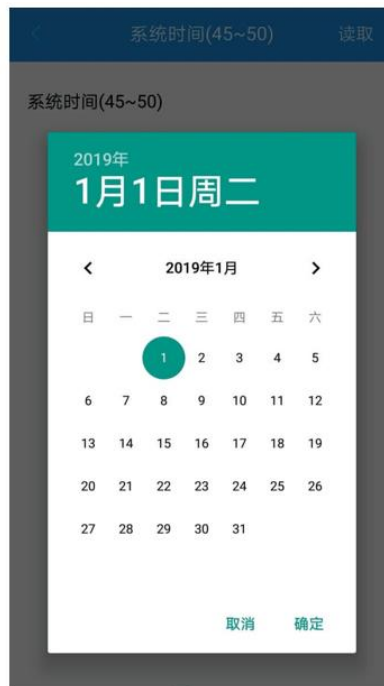 系统时间(45~50) 读取
系统时间(45~50)
2019年
1月1日周二
2019年1月
日 一 二 三 四 五 六
1 2 3 4 5
6 7 8 9 10 11 12
13 14 15 16 17 18 19
20 21 22 23 24 25 26
27 28 29 30 31
取消 确定